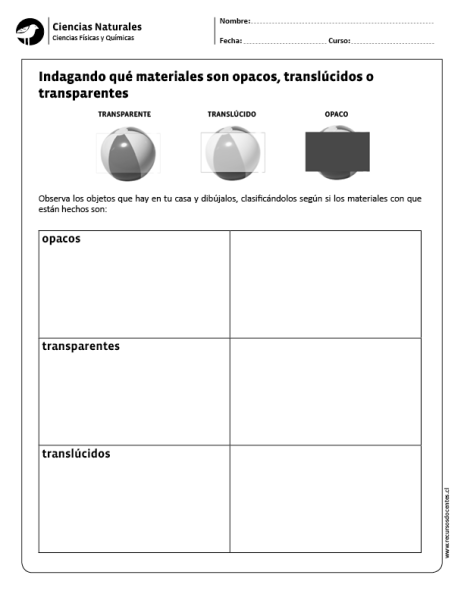 Ciencias Naturales
Ciencias Físicas y Químicas
Nombre:
Fecha: Curso:
Indagando qué materiales son opacos, translúcidos o
transparentes
TRANSPARENTE TRANSLÚCIDO OPACO
Observa los objetos que hay en tu casa y dibújalos, clasificándolos según si los materiales con que
están hechos son:
opacos
transparentes
translúcidos
www.recursosdocentes.cl